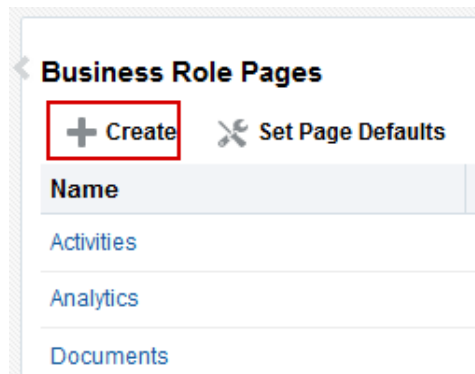 Business Role Pages
Create Set Page Defaults
Name
Activities
Analytics
Documents